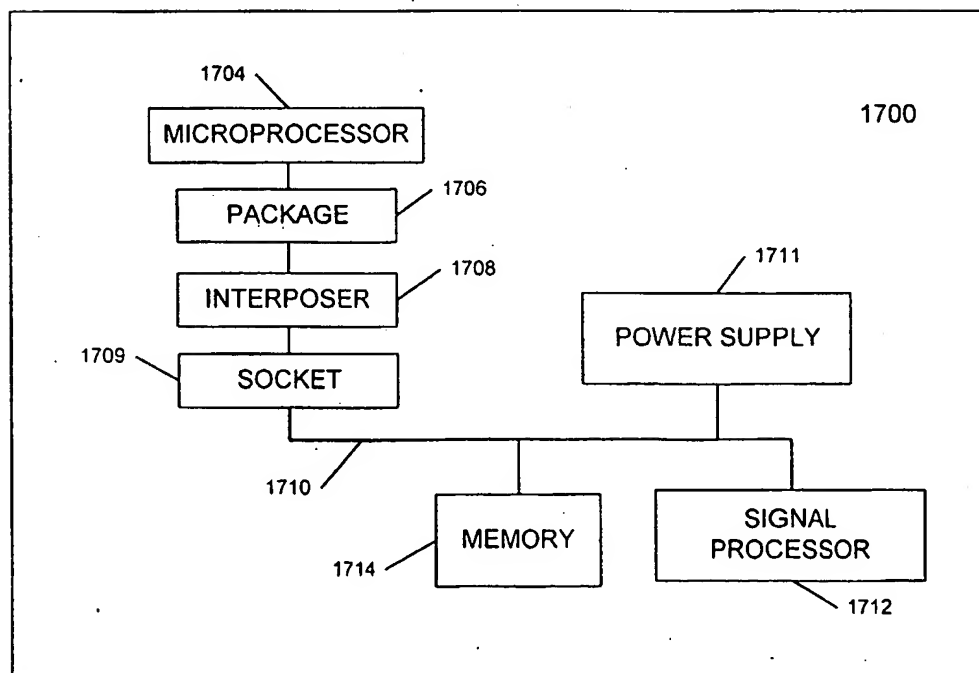 1704
1700
MICROPROCESSOR
1706
PACKAGE
1708
INTERPOSER
1711
POWER SUPPLY
1709
SOCKET
1710
MEMORY
1714
SIGNAL
PROCESSOR
1712